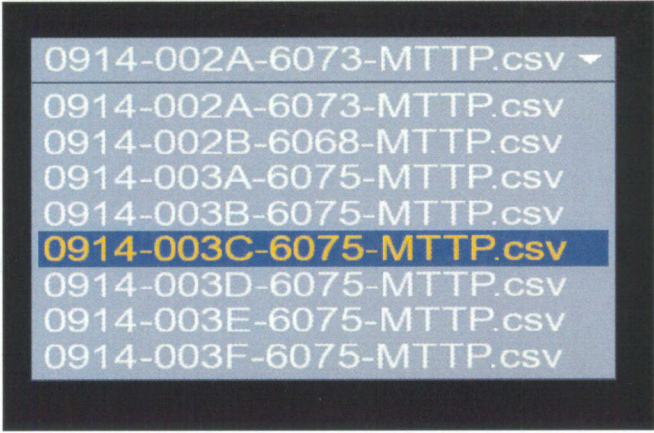 0914-002A-6073-MTTP.csv
0914-002A-6073-MTTP.csv
0914-002B-6068-MTTP.csv
0914-003A-6075-MTTP.csv
0914-003B-6075-MTTP.csv
0914-003C-6075-MTTP.csv
0914-003D-6075-MTTP.csv
0914-003E-6075-MTTP.csv
0914-003F-6075-MTTP.csv